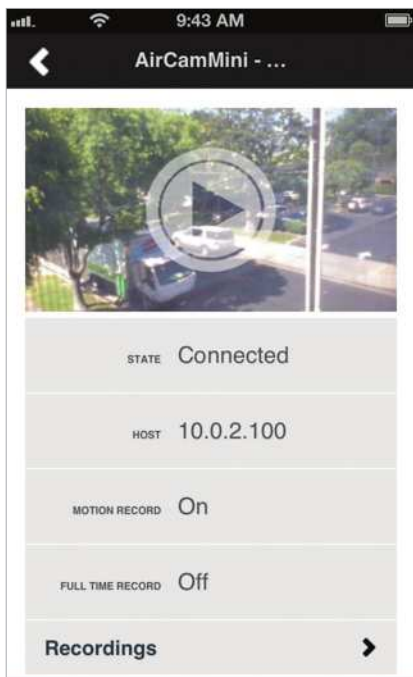 9:43 AM
AirCamMini - ...
STATE Connected
HOST 10.0.2.100
MOTION RECORD On
FULL TIME RECORD Off
Recordings